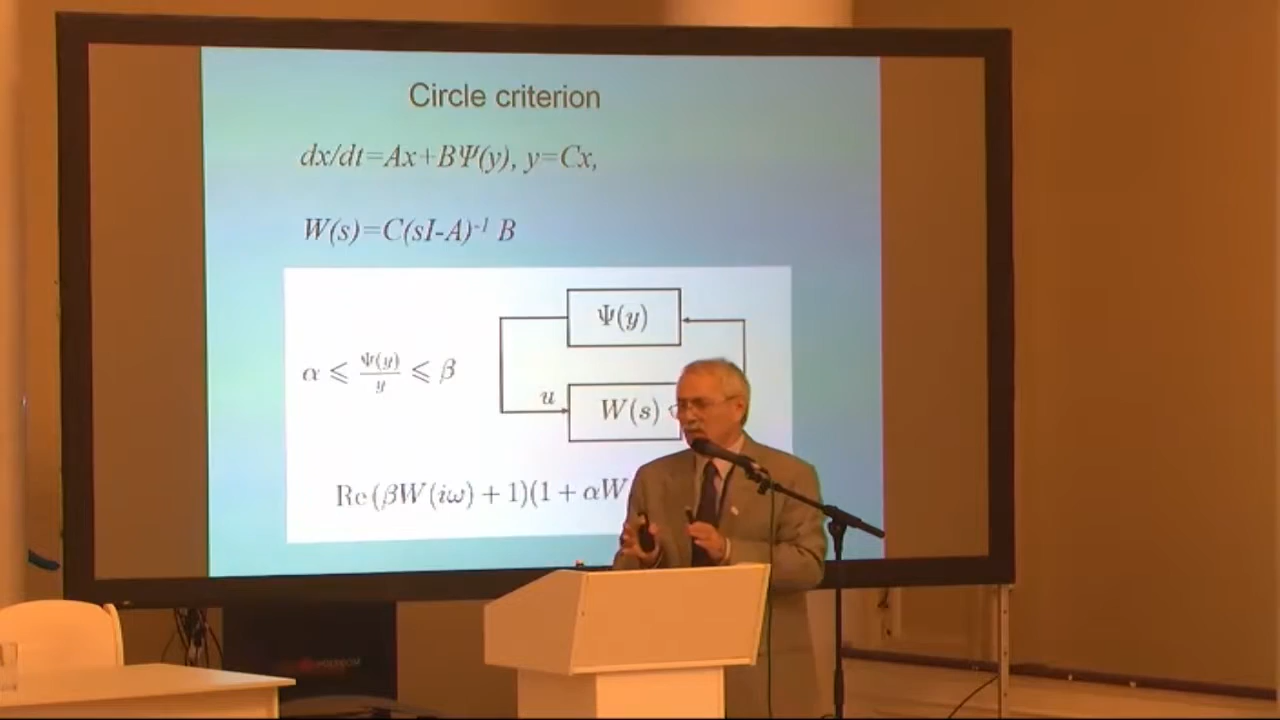 Circle criterion
dx/dt=Ax+BΨ(y), y=Cx,
W(s)=C(sI-A)⁻¹ B
Ψ(y)
α ⩽ Ψ(y)/y ⩽ β
u
W(s)
Re (βW(iω) + 1)(1 + αW